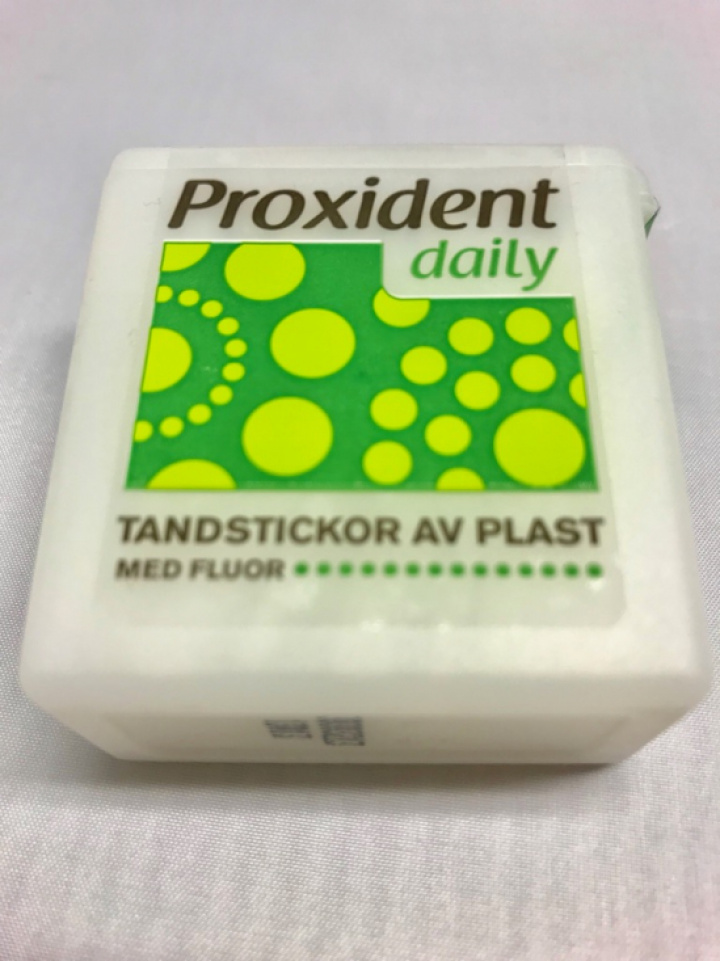 Proxident
daily
TANDSTICKOR AV PLAST
MED FLUOR